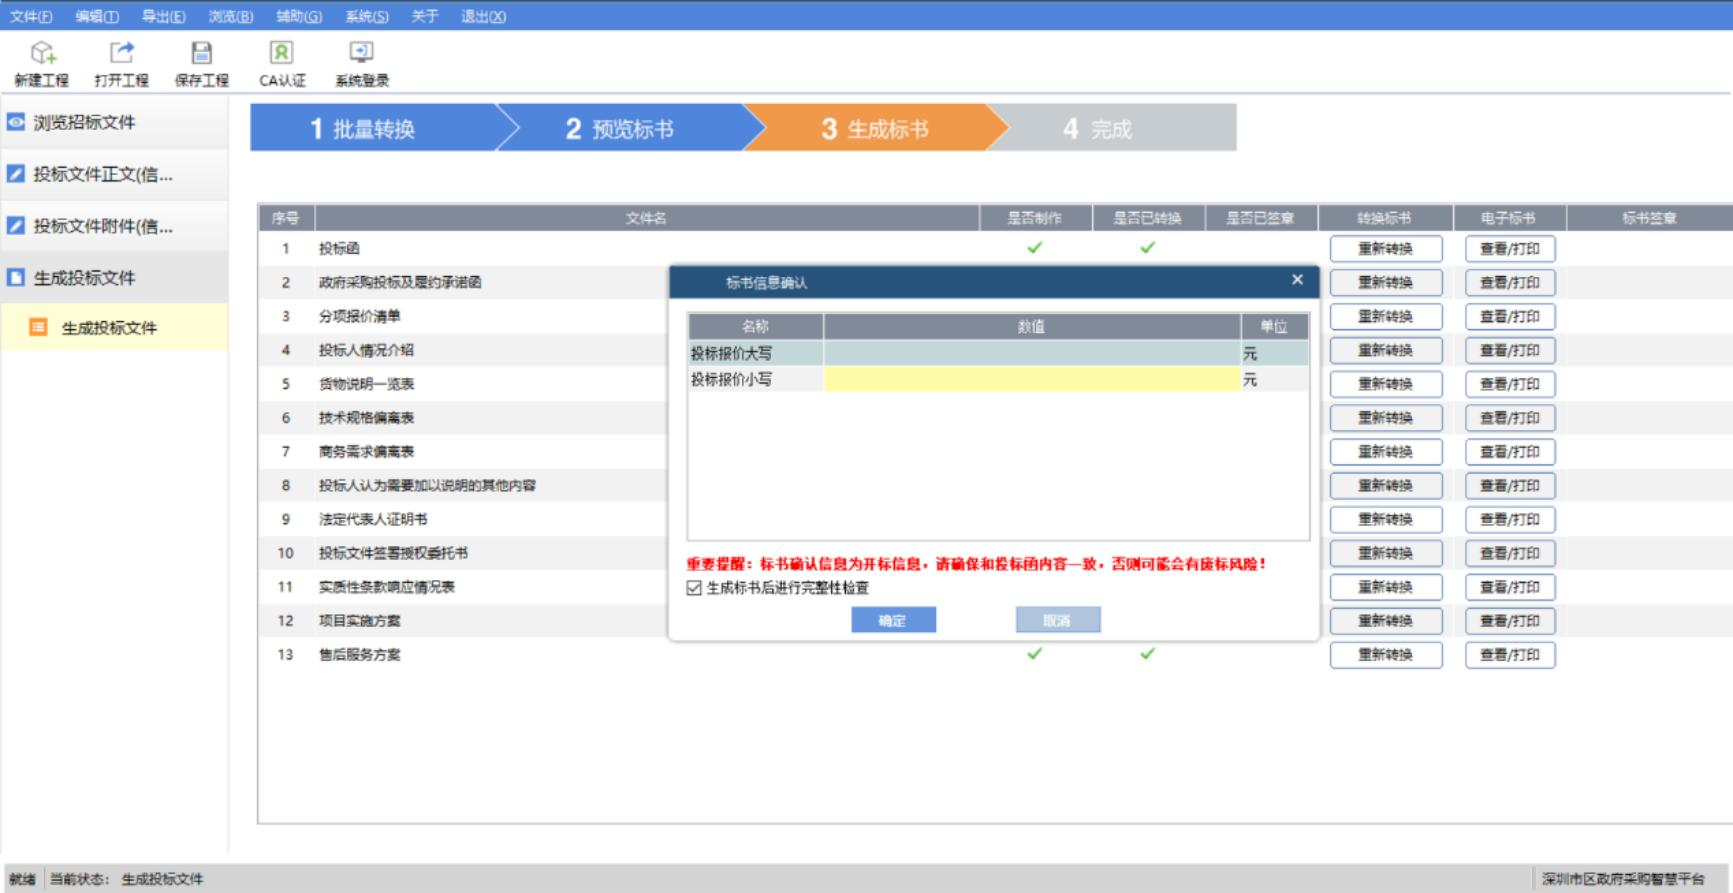 文件(F) 编辑(T) 导出(E) 浏览(B) 辅助(G) 系统(S) 关于 退出(X)
新建工程 打开工程 保存工程 CA认证 系统登录
浏览招标文件
投标文件正文(信...
投标文件附件(信...
生成投标文件
生成投标文件
1 批量转换 2 预览标书 3 生成标书 4 完成
序号 文件名 是否制作 是否已转换 是否已签章 转换标书 电子标书 标书签章
1 投标函 重新转换 查看/打印
2 政府采购投标及履约承诺函 重新转换 查看/打印
3 分项报价清单 重新转换 查看/打印
4 投标人情况介绍 重新转换 查看/打印
5 货物说明一览表 重新转换 查看/打印
6 技术规格偏离表 重新转换 查看/打印
7 商务需求偏离表 重新转换 查看/打印
8 投标人认为需要加以说明的其他内容 重新转换 查看/打印
9 法定代表人证明书 重新转换 查看/打印
10 投标文件签署授权委托书 重新转换 查看/打印
11 实质性条款响应情况表 重新转换 查看/打印
12 项目实施方案 重新转换 查看/打印
13 售后服务方案 重新转换 查看/打印
标书信息确认
名称 数值 单位
投标报价大写 元
投标报价小写 元
重要提醒：标书确认信息为开标信息，请确保和投标函内容一致，否则可能会有废标风险！
生成标书后进行完整性检查
确定 取消
就绪 当前状态： 生成投标文件 深圳市区政府采购智慧平台